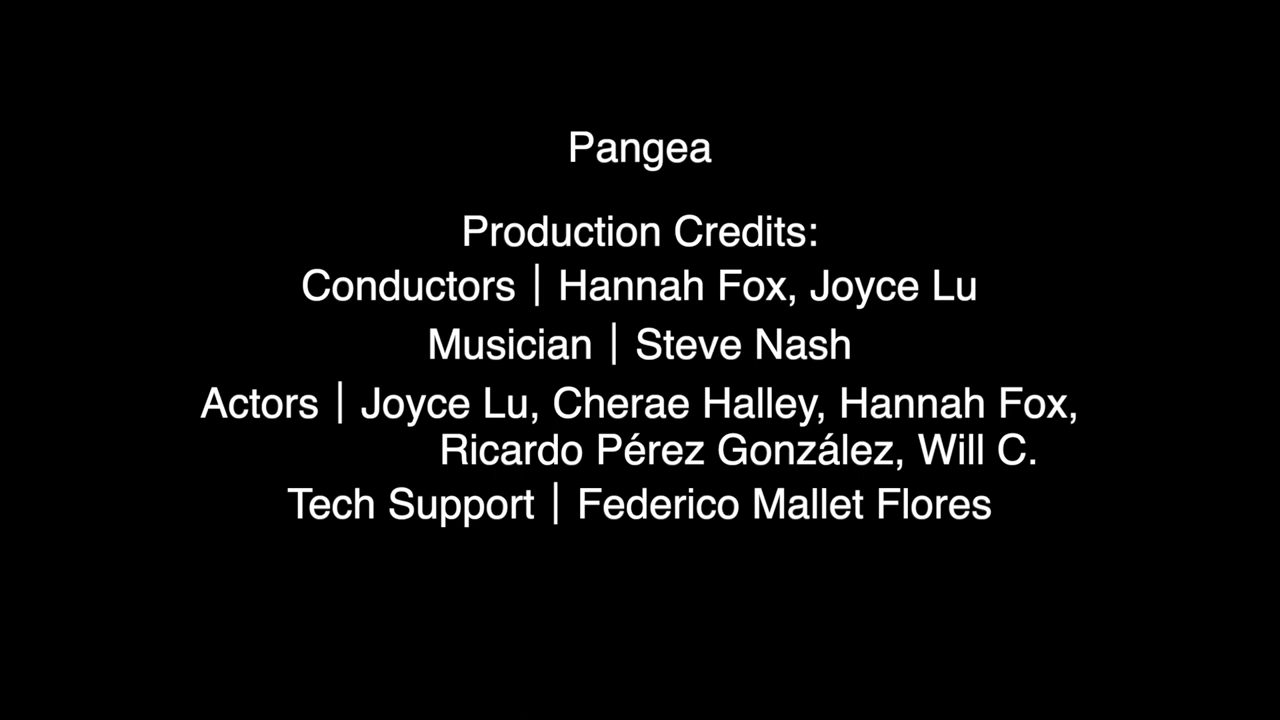 Pangea
Production Credits:
Conductors | Hannah Fox, Joyce Lu
Musician | Steve Nash
Actors | Joyce Lu, Cherae Halley, Hannah Fox,
Ricardo Pérez González, Will C.
Tech Support | Federico Mallet Flores